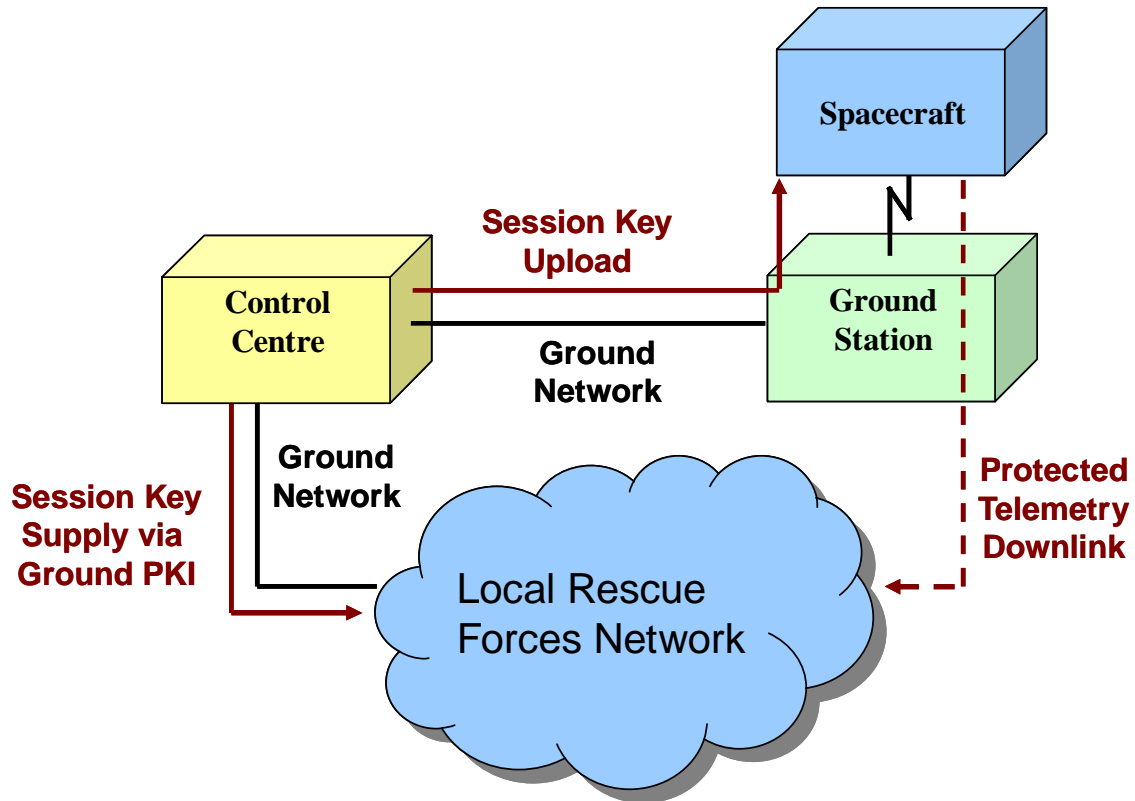 Spacecraft
Session Key
Upload
Control
Centre
Ground
Station
Ground
Network
Ground
Network
Session Key
Supply via
Ground PKI
Protected
Telemetry
Downlink
Local Rescue
Forces Network